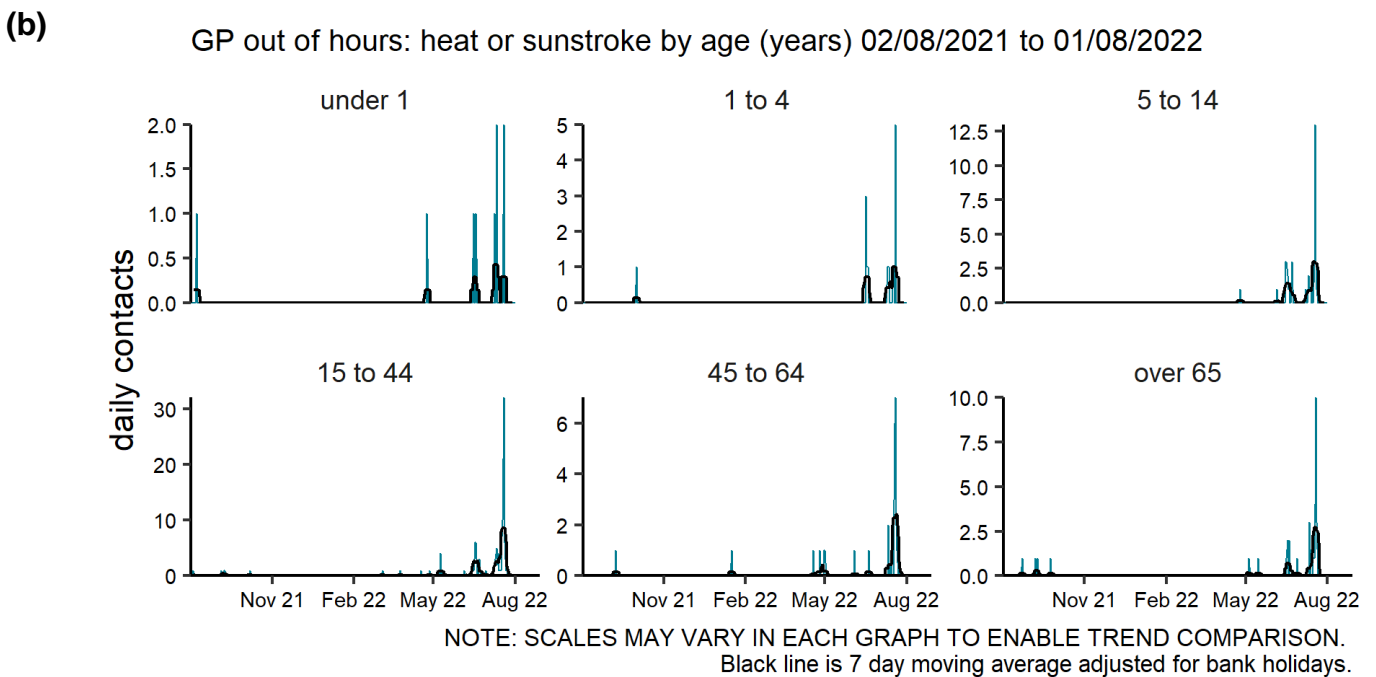 (b)
GP out of hours: heat or sunstroke by age (years) 02/08/2021 to 01/08/2022
daily contacts
under 1
2.0
1.5
1.0
0.5
0.0
1 to 4
5
4
3
2
1
0
5 to 14
12.5
10.0
7.5
5.0
2.5
0.0
15 to 44
30
20
10
0
Nov 21 Feb 22 May 22 Aug 22
45 to 64
6
4
2
0
Nov 21 Feb 22 May 22 Aug 22
over 65
10.0
7.5
5.0
2.5
0.0
Nov 21 Feb 22 May 22 Aug 22
NOTE: SCALES MAY VARY IN EACH GRAPH TO ENABLE TREND COMPARISON.
Black line is 7 day moving average adjusted for bank holidays.